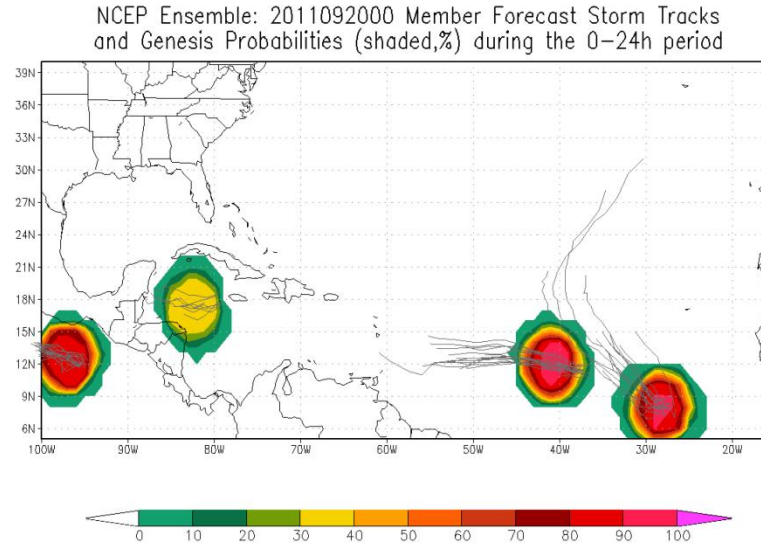 NCEP Ensemble: 2011092000 Member Forecast Storm Tracks
and Genesis Probabilities (shaded,%) during the 0-24h period
39N
36N
33N
30N
27N
24N
21N
18N
15N
12N
9N
6N
100W 90W 80W 70W 60W 50W 40W 30W 20W
0 10 20 30 40 50 60 70 80 90 100